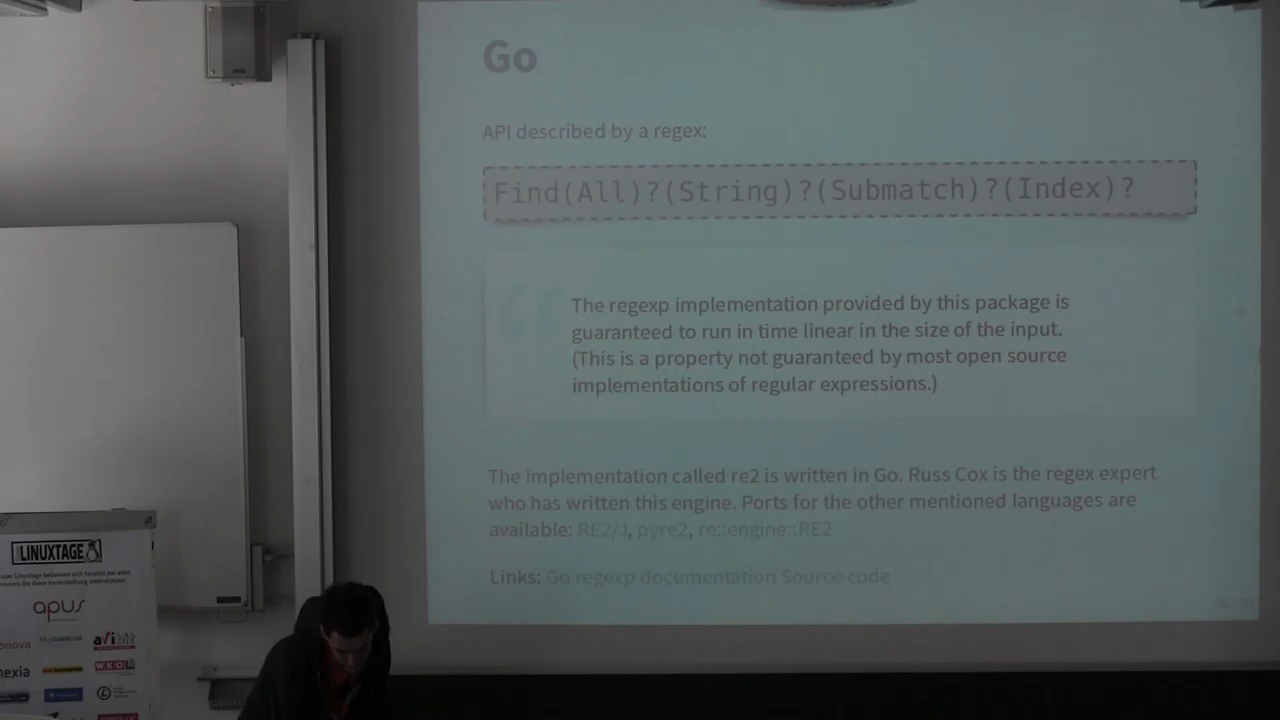 Go
API described by a regex:
Find(All)?(String)?(Submatch)?(Index)?
“
The regexp implementation provided by this package is
guaranteed to run in time linear in the size of the input.
(This is a property not guaranteed by most open source
implementations of regular expressions.)
The implementation called re2 is written in Go. Russ Cox is the regex expert
who has written this engine. Ports for the other mentioned languages are
available: RE2/J, pyre2, re::engine::RE2
Links: Go regexp documentation Source code
LINUXTAGE
apus
avibit
WKO